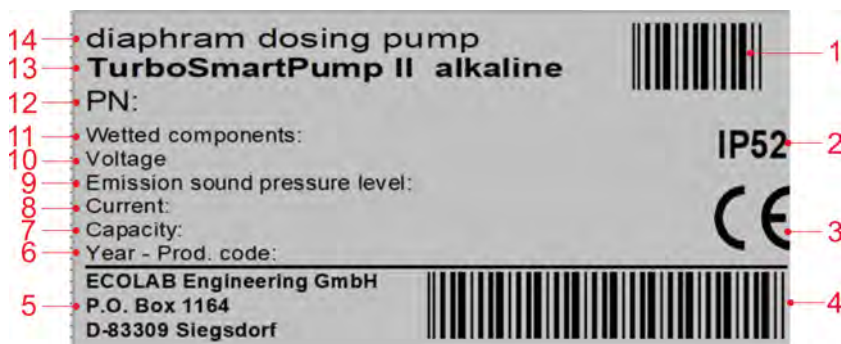 14 diaphram dosing pump 1
13 TurboSmartPump II alkaline
12 PN:
11 Wetted components: IP52 2
10 Voltage
9 Emission sound pressure level:
8 Current: CE
7 Capacity: 3
6 Year - Prod. code:
ECOLAB Engineering GmbH
5 P.O. Box 1164 4
D-83309 Siegsdorf